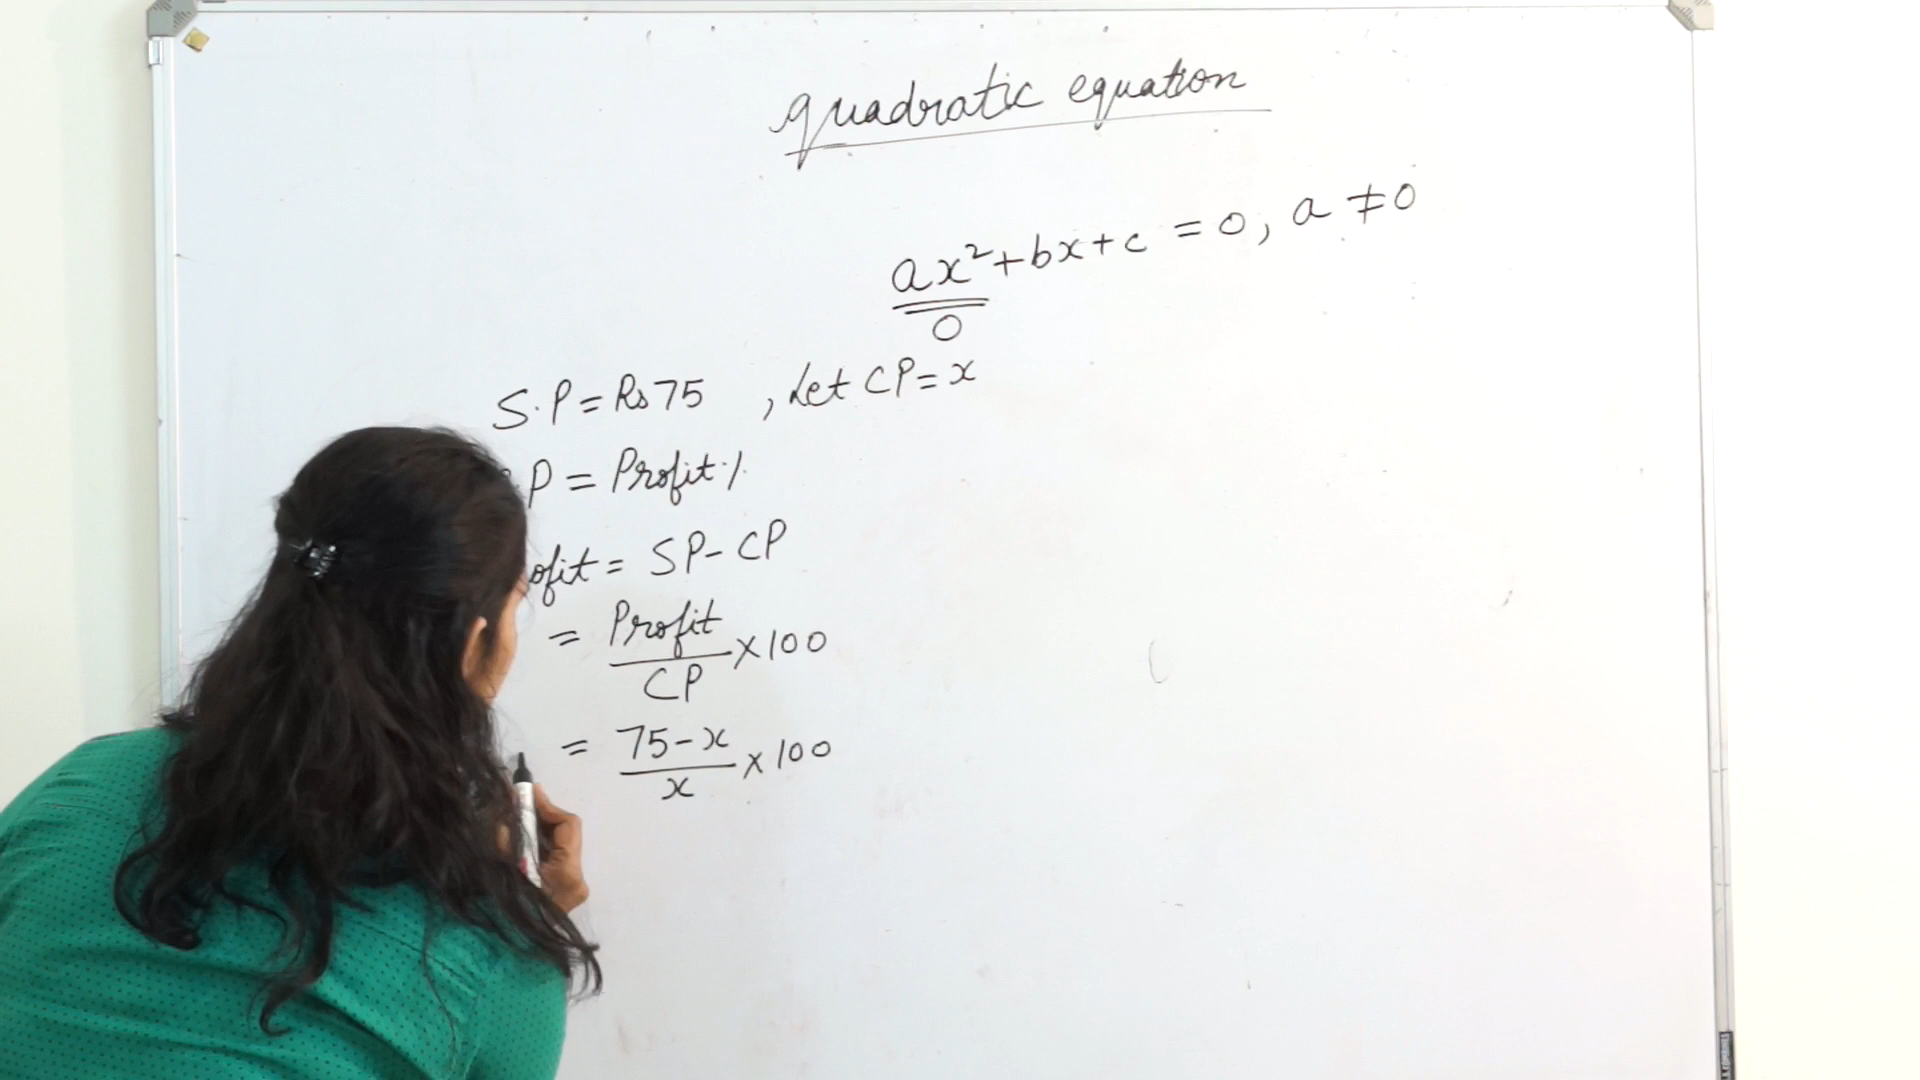 quadratic equation
ax²+bx+c = 0, a ≠ 0
0
S.P = Rs 75 , Let CP = x
P = Profit %
ofit = SP - CP
= Profit/CP × 100
= 75-x/x × 100